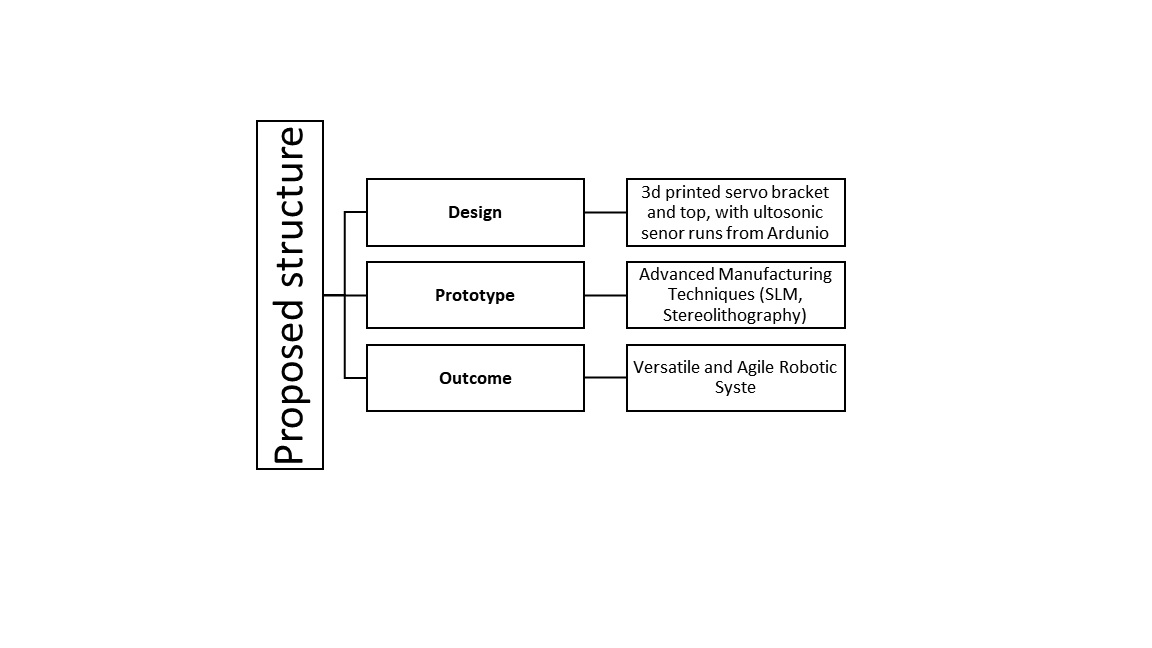 Proposed structure
Design
3d printed servo bracket
and top, with ultosonic
senor runs from Ardunio
Prototype
Advanced Manufacturing
Techniques (SLM,
Stereolithography)
Outcome
Versatile and Agile Robotic
Syste